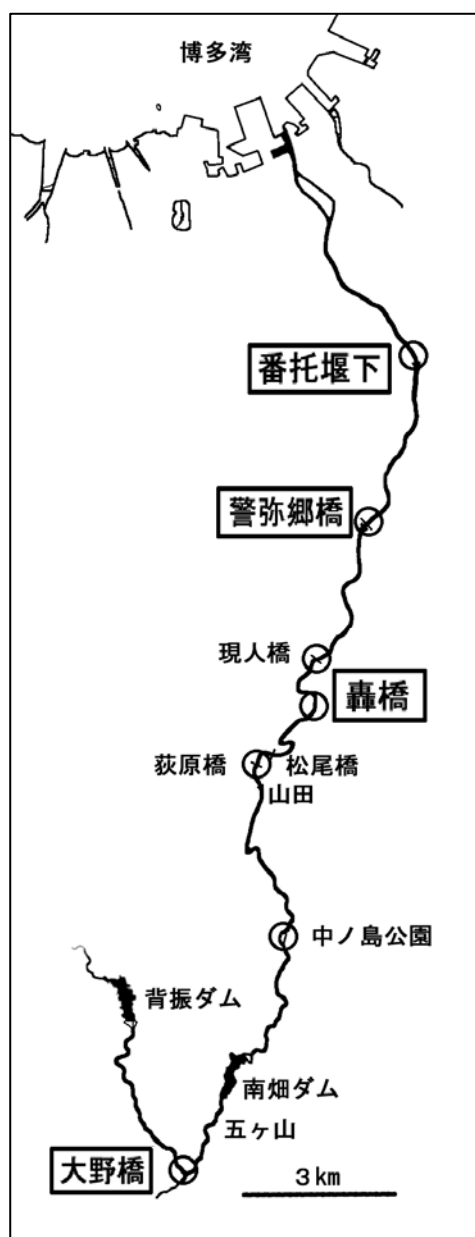 博多湾
番托堰下
警弥郷橋
現人橋
轟橋
荻原橋
松尾橋
山田
中ノ島公園
背振ダム
南畑ダム
五ヶ山
大野橋
3km